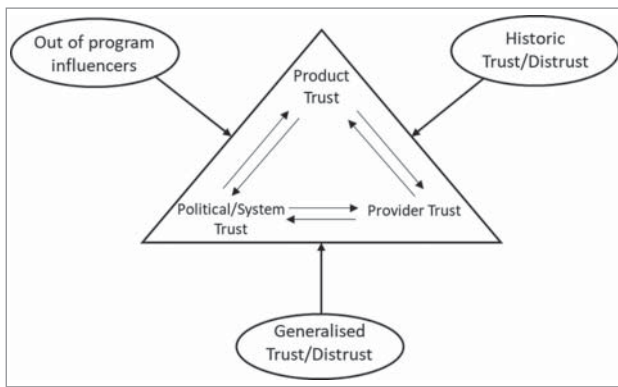 Out of program
influencers
Historic
Trust/Distrust
Product
Trust
Political/System
Trust
Provider Trust
Generalised
Trust/Distrust